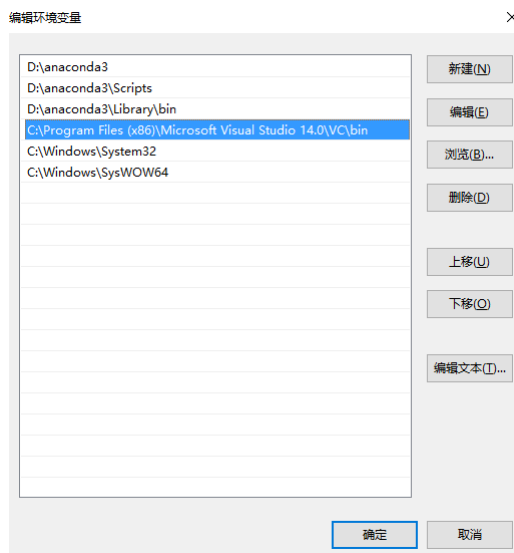 编辑环境变量
D:\anaconda3
D:\anaconda3\Scripts
D:\anaconda3\Library\bin
C:\Program Files (x86)\Microsoft Visual Studio 14.0\VC\bin
C:\Windows\System32
C:\Windows\SysWOW64
新建(N)
编辑(E)
浏览(B)...
删除(D)
上移(U)
下移(O)
编辑文本(T)...
确定
取消